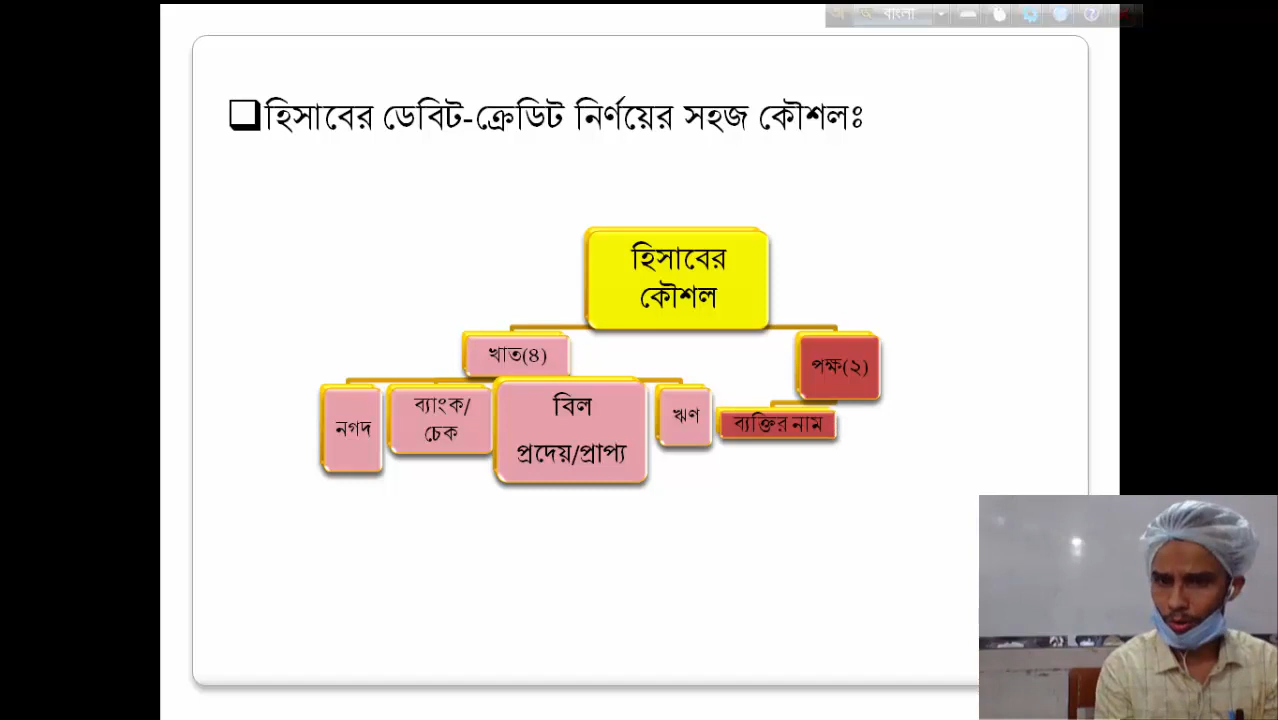 বাংলা
হিসাবের ডেবিট-ক্রেডিট নির্ণয়ের সহজ কৌশলঃ
হিসাবের
কৌশল
খাত(৪)
পক্ষ(২)
নগদ
ব্যাংক/
চেক
বিল
প্রদেয়/প্রাপ্য
ঋণ
ব্যক্তির নাম